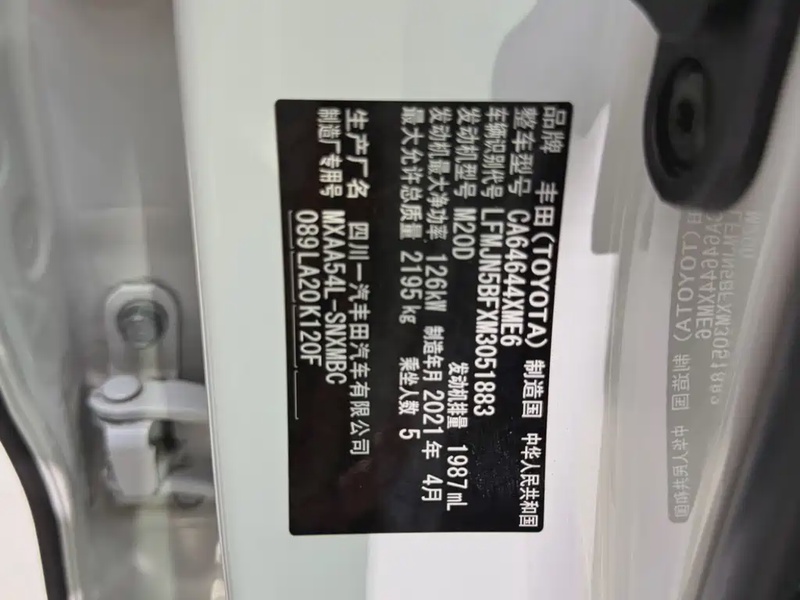 品牌 丰田(TOYOTA) 制造国 中华人民共和国
整车型号 CA64644XME6
车辆识别代号 LFMJN5BFXM3051883
发动机型号 M20D 发动机排量 1987mL
发动机最大净功率 126kW 制造年月 2021年 4月
最大允许总质量 2195kg 乘坐人数 5
生产厂名 四川一汽丰田汽车有限公司
制造厂专用号 MXAA54L-SNXMBC
089LA20K120F